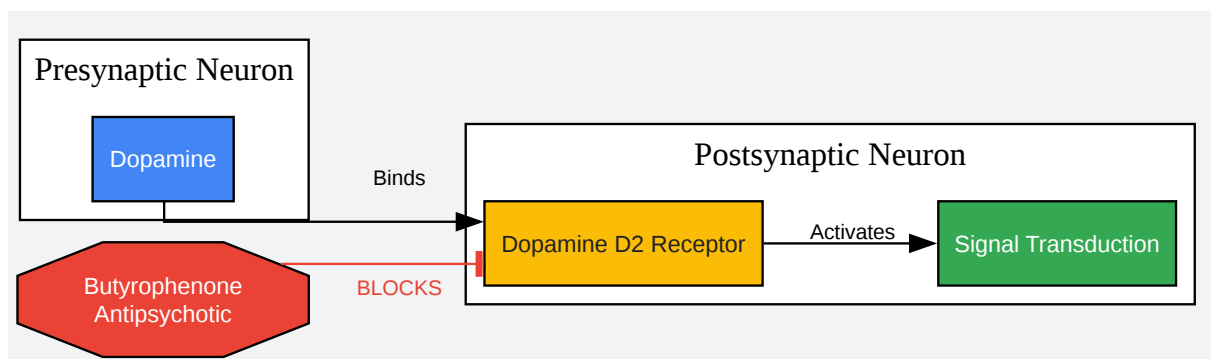 Presynaptic Neuron
Dopamine
Binds
Postsynaptic Neuron
Dopamine D2 Receptor
Activates
Signal Transduction
Butyrophenone
Antipsychotic
BLOCKS